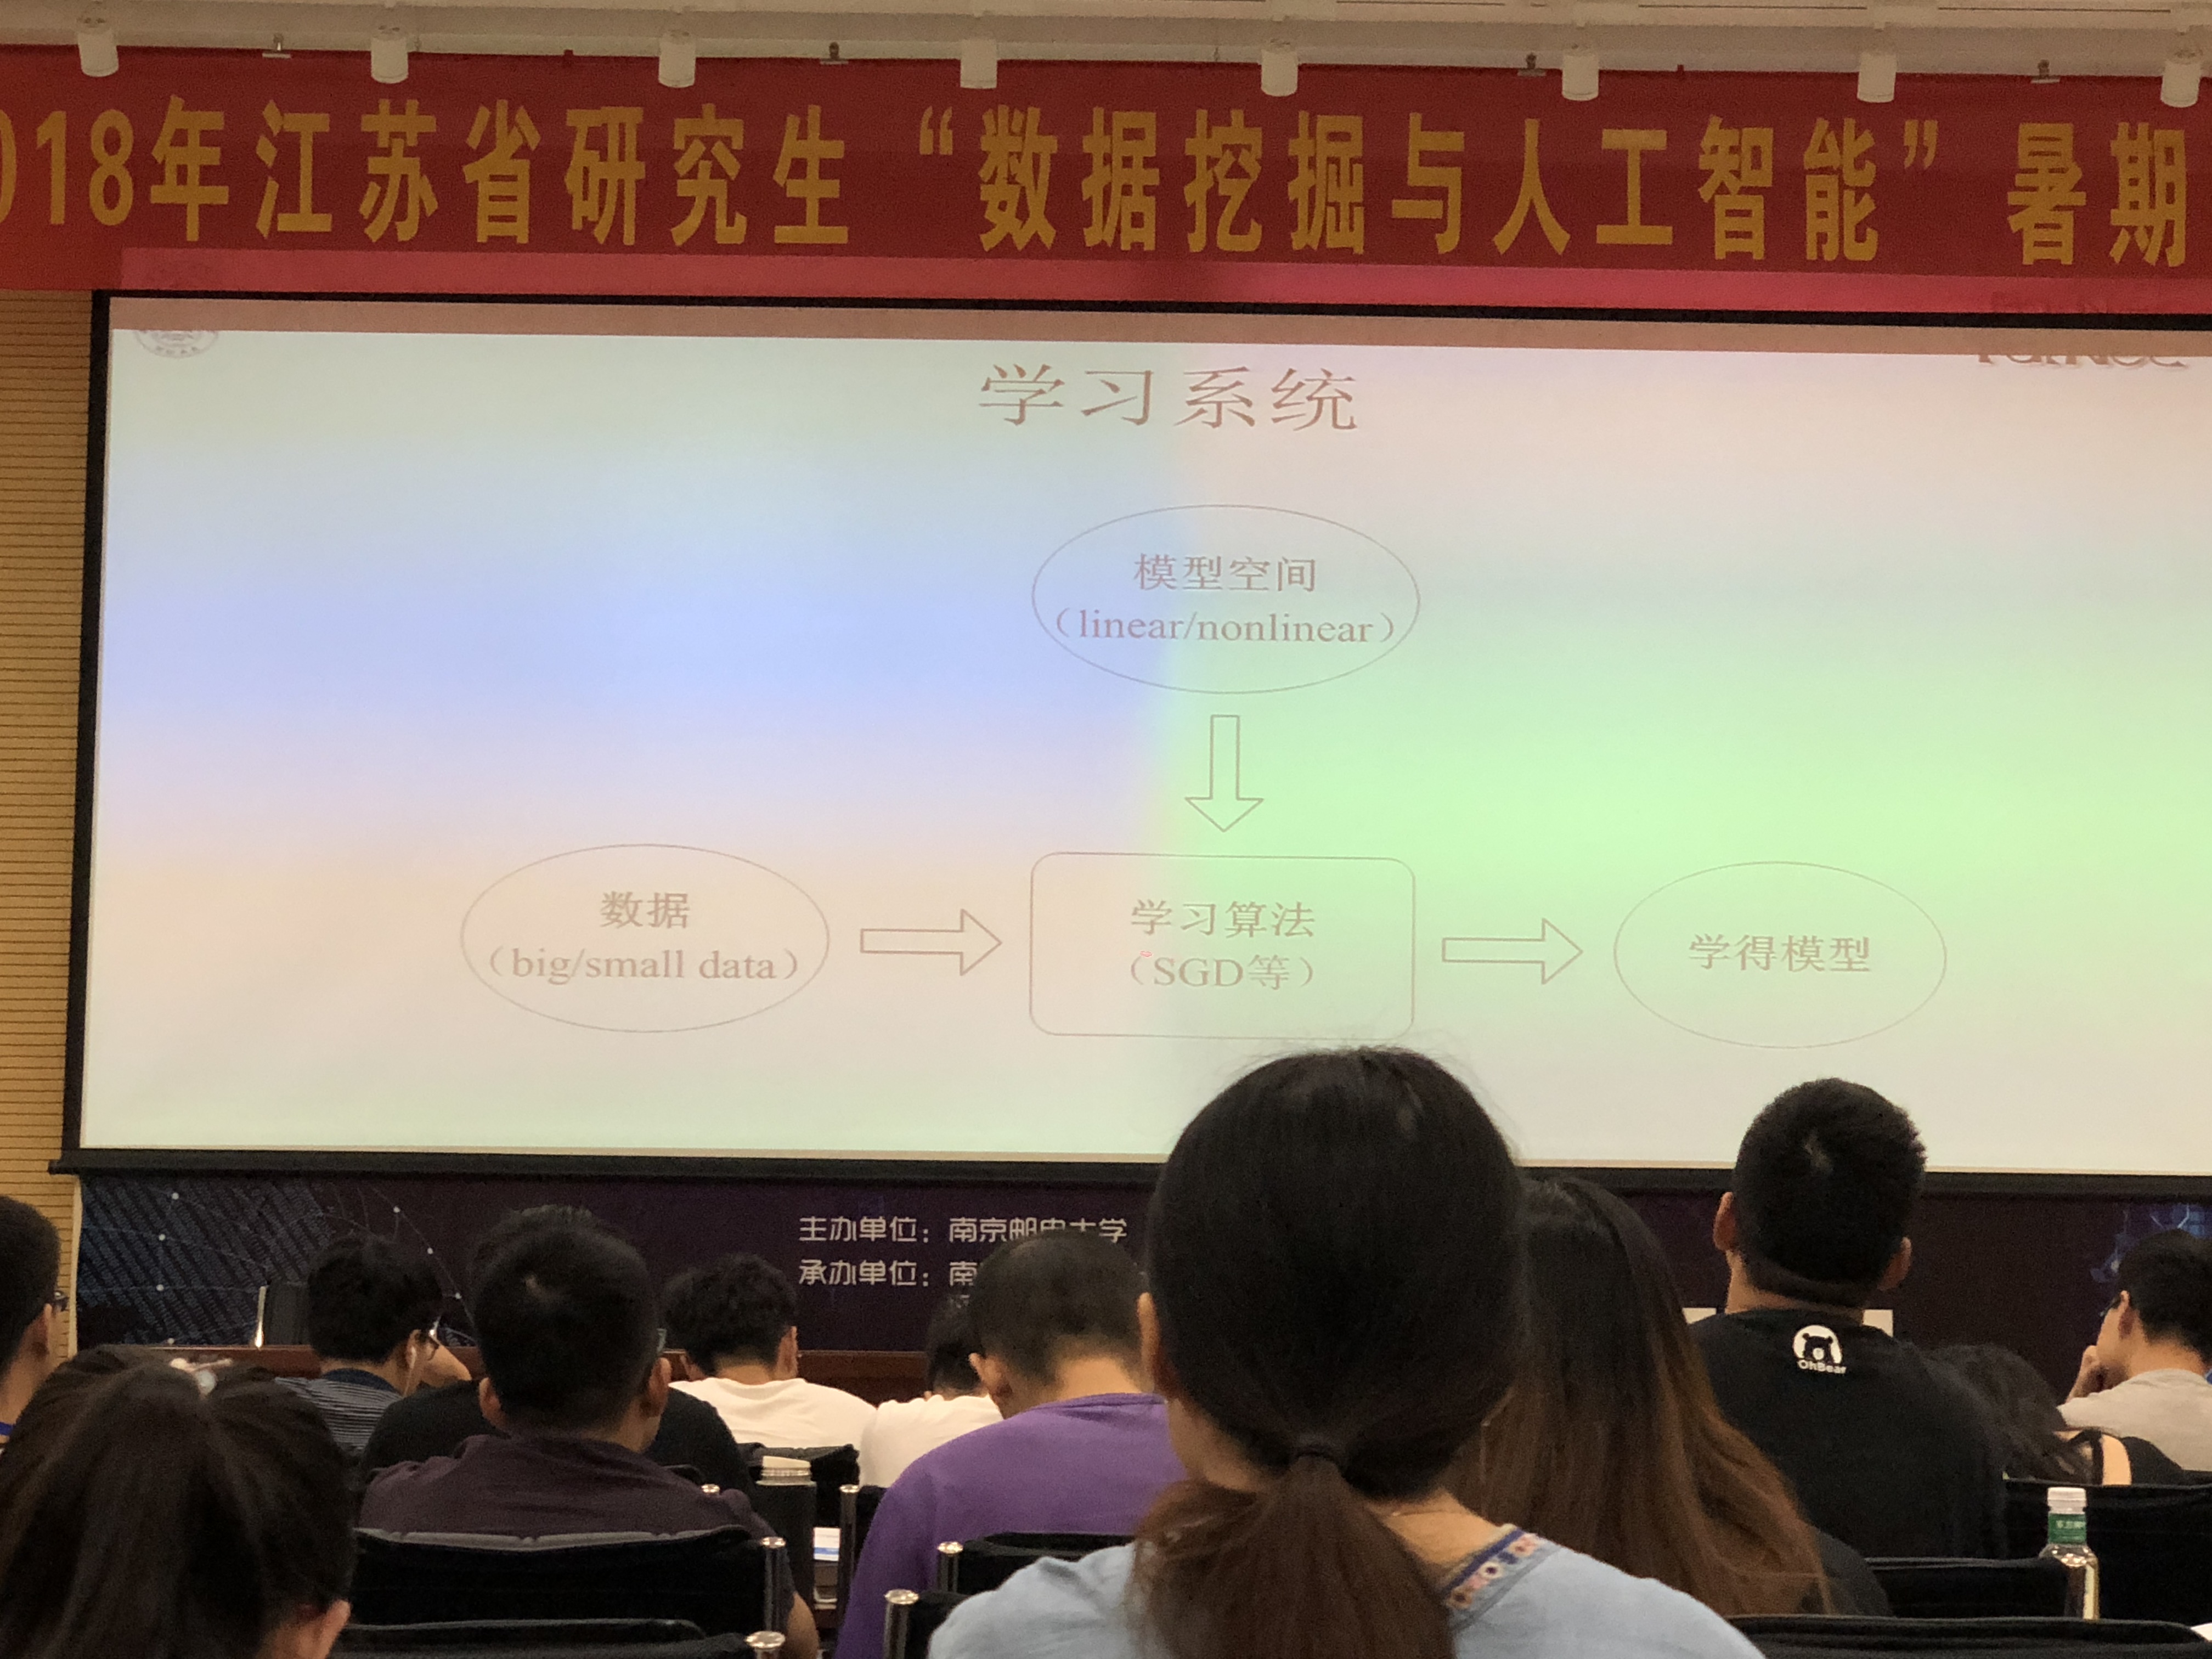 018年江苏省研究生“数据挖掘与人工智能”暑期
学习系统
模型空间
（linear/nonlinear）
数据
（big/small data）
学习算法
（SGD等）
学得模型
主办单位：南京邮电大学
承办单位：南
OhBear